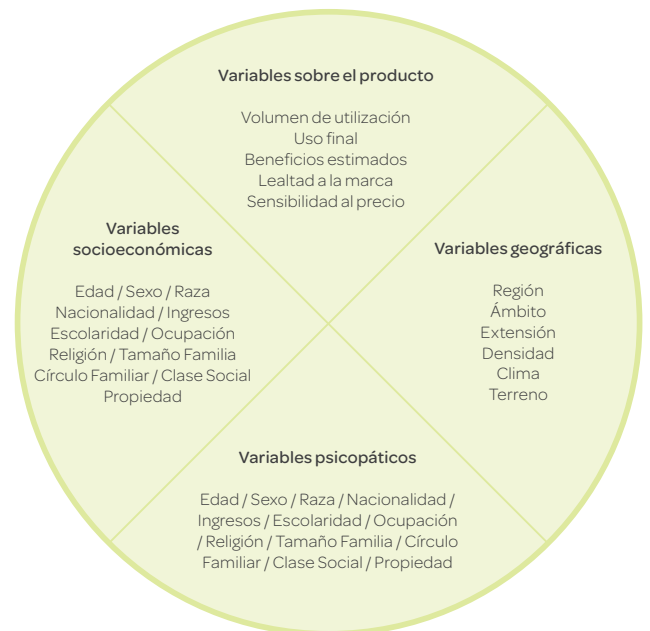 Variables sobre el producto
Volumen de utilización
Uso final
Beneficios estimados
Lealtad a la marca
Sensibilidad al precio
Variables
socioeconómicas
Edad / Sexo / Raza
Nacionalidad / Ingresos
Escolaridad / Ocupación
Religión / Tamaño Familia
Círculo Familiar / Clase Social
Propiedad
Variables geográficas
Región
Ámbito
Extensión
Densidad
Clima
Terreno
Variables psicopáticos
Edad / Sexo / Raza / Nacionalidad /
Ingresos / Escolaridad / Ocupación
/ Religión / Tamaño Familia / Círculo
Familiar / Clase Social / Propiedad